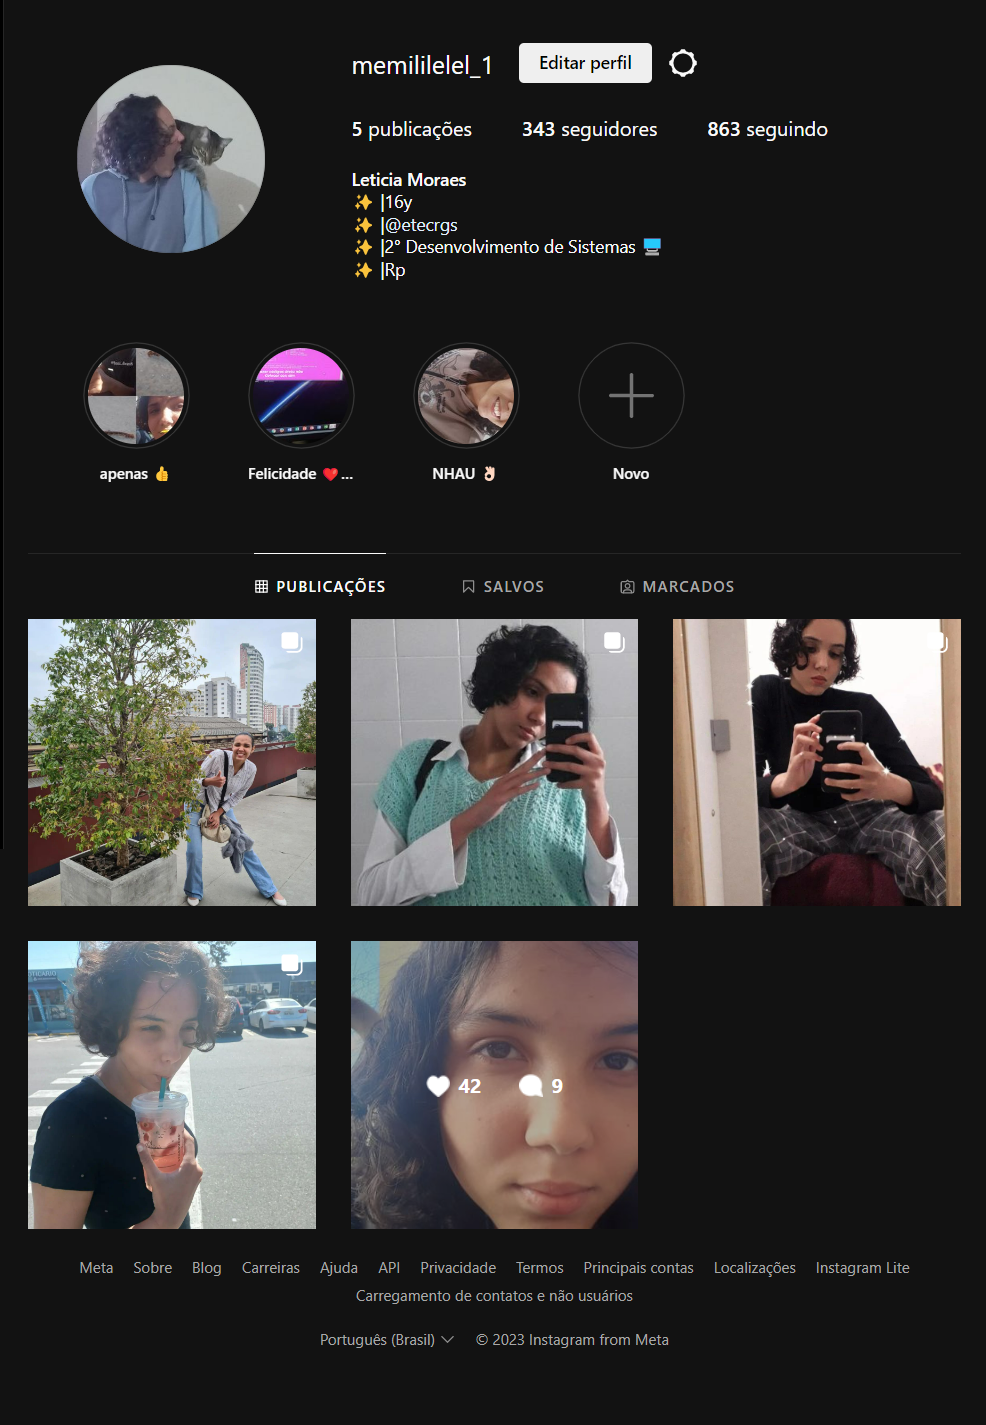 memililelel_1 Editar perfil
5 publicações 343 seguidores 863 seguindo
Leticia Moraes
✨ |16y
✨ |@etecrgs
✨ |2° Desenvolvimento de Sistemas 🖥️
✨ |Rp
apenas 👍 Felicidade ❤️... NHAU 👌🏻 Novo
PUBLICAÇÕES SALVOS MARCADOS
42 9
Meta Sobre Blog Carreiras Ajuda API Privacidade Termos Principais contas Localizações Instagram Lite
Carregamento de contatos e não usuários
Português (Brasil) © 2023 Instagram from Meta